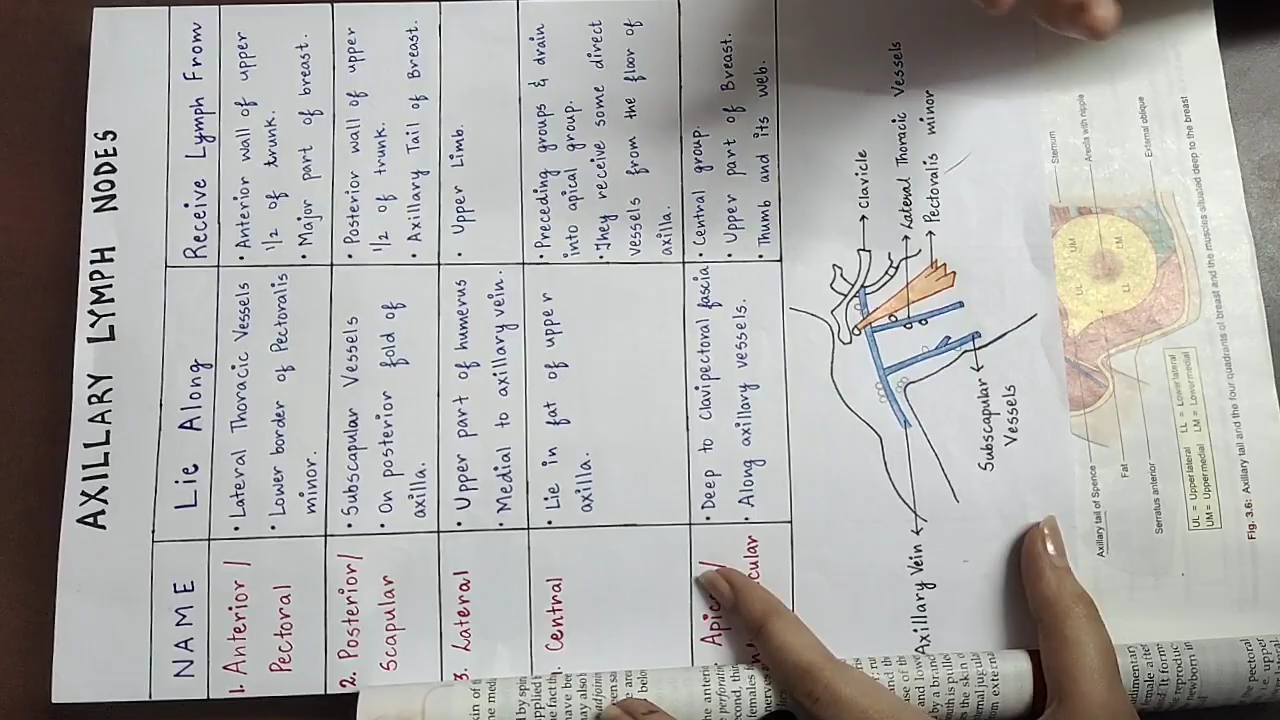 AXILLARY LYMPH NODES
NAME
Lie Along
Receive Lymph From
1. Anterior /
Pectoral
• Lateral Thoracic Vessels
• Lower border of Pectoralis
minor.
• Anterior wall of upper
1/2 of trunk.
• Major part of breast.
2. Posterior/
Scapular
• Subscapular Vessels
• On posterior fold of
axilla.
• Posterior wall of upper
1/2 of trunk.
• Axillary Tail of Breast.
3. Lateral
• Upper part of humerus
• Medial to axillary vein.
• Upper Limb.
Central
• Lie in fat of upper
axilla.
• Preceding groups & drain
into apical group.
• They receive some direct
vessels from the floor of
axilla.
• Deep to Clavipectoral fascia
• Along axillary vessels.
• Central group.
• Upper part of Breast.
• Thumb and its web.
Clavicle
Lateral Thoracic Vessels
Pectoralis minor
Subscapular
Vessels
Axillary Vein
Sternum
Areola with nipple
External oblique
UL
UM
LL
LM
Axillary tail of Spence
Fat
Serratus anterior
UL = Upper lateral LL = Lower lateral
UM = Upper medial LM = Lower medial
Fig. 3.6: Axillary tail and the four quadrants of breast and the muscles situated deep to the breast